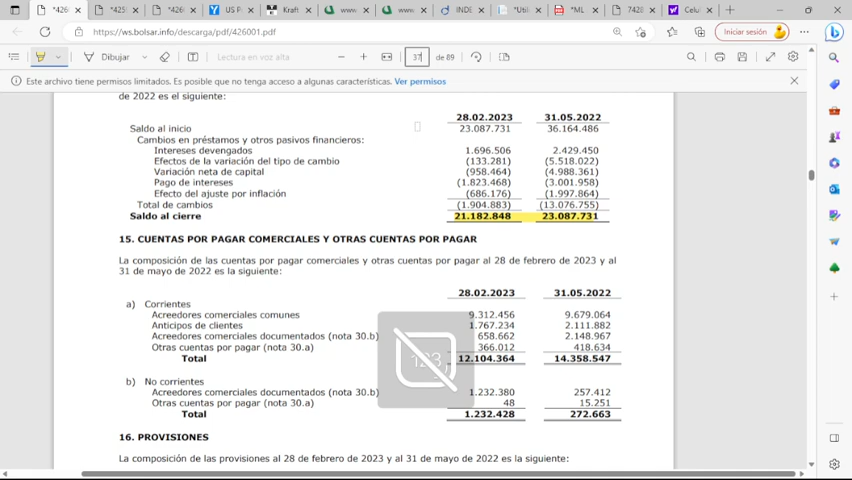 *426
*425
*426
US P
Kraft
www
www
INDE
*Util
*ML
7428
Celul
https://ws.bolsar.info/descarga/pdf/426001.pdf
Iniciar sesión
Dibujar
Lectura en voz alta
37
de 89
Este archivo tiene permisos limitados. Es posible que no tenga acceso a algunas características. Ver permisos
de 2022 es el siguiente:
28.02.2023 31.05.2022
Saldo al inicio 23.087.731 36.164.486
Cambios en préstamos y otros pasivos financieros:
Intereses devengados 1.696.506 2.429.450
Efectos de la variación del tipo de cambio (133.281) (5.518.022)
Variación neta de capital (958.464) (4.988.361)
Pago de intereses (1.823.468) (3.001.958)
Efecto del ajuste por inflación (686.176) (1.997.864)
Total de cambios (1.904.883) (13.076.755)
Saldo al cierre 21.182.848 23.087.731
15. CUENTAS POR PAGAR COMERCIALES Y OTRAS CUENTAS POR PAGAR
La composición de las cuentas por pagar comerciales y otras cuentas por pagar al 28 de febrero de 2023 y al
31 de mayo de 2022 es la siguiente:
28.02.2023 31.05.2022
a) Corrientes
Acreedores comerciales comunes 9.312.456 9.679.064
Anticipos de clientes 1.767.234 2.111.882
Acreedores comerciales documentados (nota 30.b) 658.662 2.148.967
Otras cuentas por pagar (nota 30.a) 366.012 418.634
Total 12.104.364 14.358.547
123
b) No corrientes
Acreedores comerciales documentados (nota 30.b) 1.232.380 257.412
Otras cuentas por pagar (nota 30.a) 48 15.251
Total 1.232.428 272.663
16. PROVISIONES
La composición de las provisiones al 28 de febrero de 2023 y al 31 de mayo de 2022 es la siguiente: